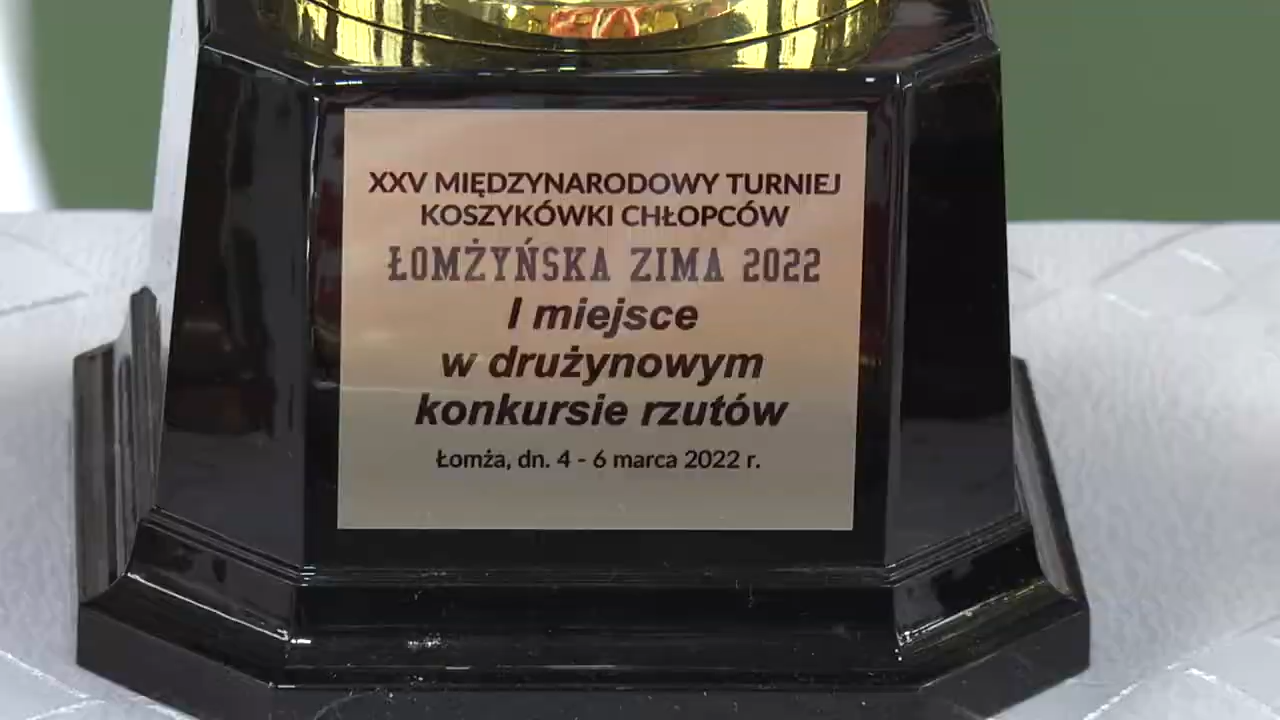 XXV MIĘDZYNARODOWY TURNIEJ
KOSZYKÓWKI CHŁOPCÓW
ŁOMŻYŃSKA ZIMA 2022
I miejsce
w drużynowym
konkursie rzutów
Łomża, dn. 4 - 6 marca 2022 r.